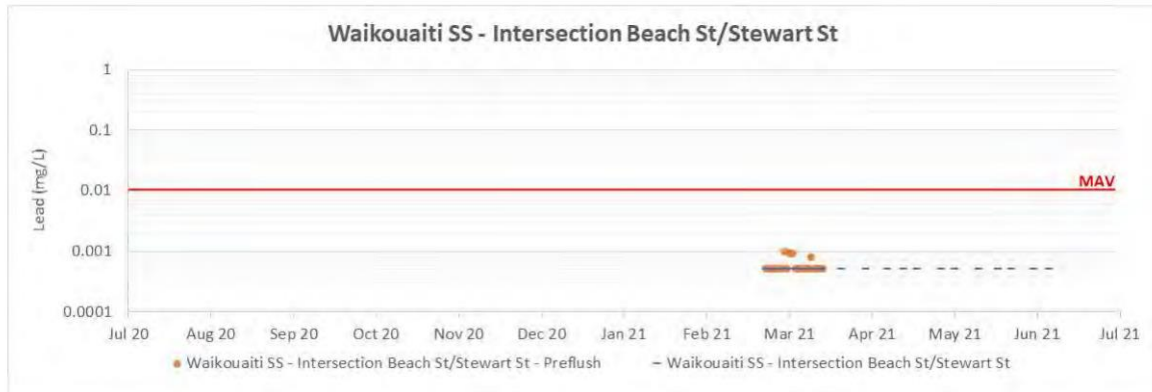 Waikouaiti SS - Intersection Beach St/Stewart St
1
0.1
Lead (mg/L)
MAV
0.01
0.001
0.0001
Jul 20 Aug 20 Sep 20 Oct 20 Nov 20 Dec 20 Jan 21 Feb 21 Mar 21 Apr 21 May 21 Jun 21 Jul 21
Waikouaiti SS - Intersection Beach St/Stewart St - Preflush Waikouaiti SS - Intersection Beach St/Stewart St